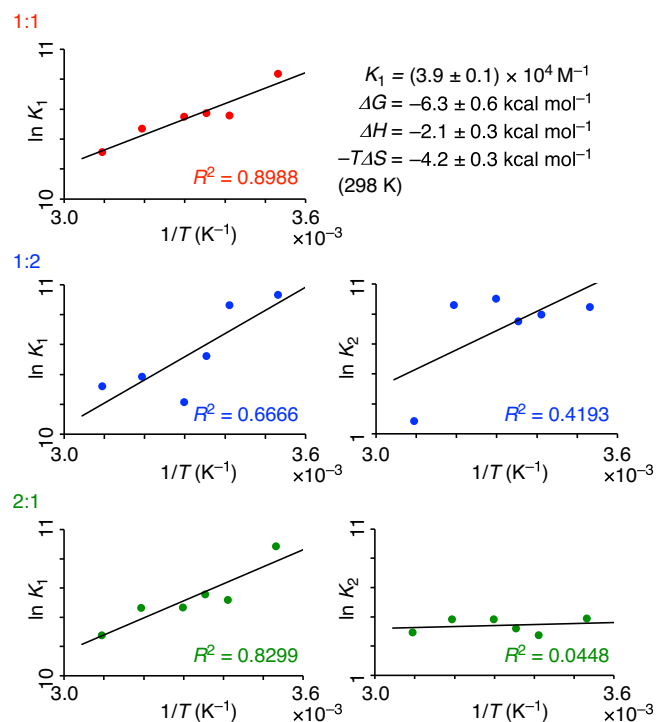 1:1
11
ln K₁
10
R² = 0.8988
3.0
3.6
1/T (K⁻¹)
×10⁻³
K₁ = (3.9 ± 0.1) × 10⁴ M⁻¹
ΔG = −6.3 ± 0.6 kcal mol⁻¹
ΔH = −2.1 ± 0.3 kcal mol⁻¹
−TΔS = −4.2 ± 0.3 kcal mol⁻¹
(298 K)
1:2
11
ln K₁
10
R² = 0.6666
3.0
3.6
1/T (K⁻¹)
×10⁻³
11
ln K₂
1
R² = 0.4193
3.0
3.6
1/T (K⁻¹)
×10⁻³
2:1
11
ln K₁
10
R² = 0.8299
3.0
3.6
1/T (K⁻¹)
×10⁻³
11
ln K₂
1
R² = 0.0448
3.0
3.6
1/T (K⁻¹)
×10⁻³